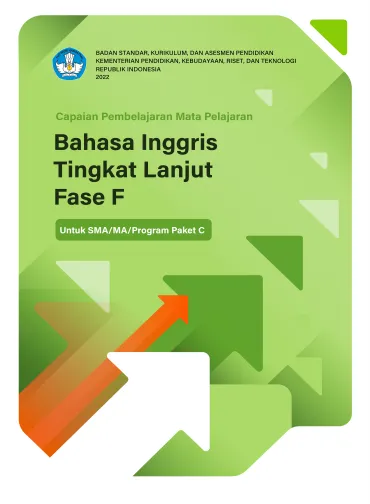 BADAN STANDAR, KURIKULUM, DAN ASESMEN PENDIDIKAN
KEMENTERIAN PENDIDIKAN, KEBUDAYAAN, RISET, DAN TEKNOLOGI
REPUBLIK INDONESIA
2022
Capaian Pembelajaran Mata Pelajaran
Bahasa Inggris
Tingkat Lanjut
Fase F
Untuk SMA/MA/Program Paket C